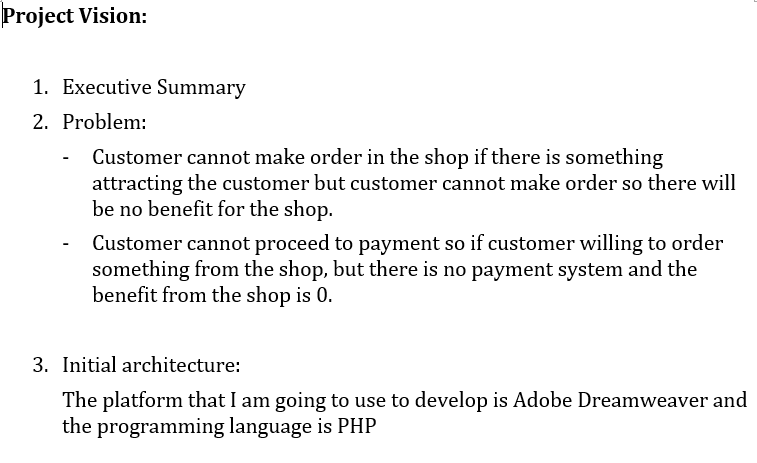 Project Vision:
1. Executive Summary
2. Problem:
- Customer cannot make order in the shop if there is something
attracting the customer but customer cannot make order so there will
be no benefit for the shop.
- Customer cannot proceed to payment so if customer willing to order
something from the shop, but there is no payment system and the
benefit from the shop is 0.
3. Initial architecture:
The platform that I am going to use to develop is Adobe Dreamweaver and
the programming language is PHP